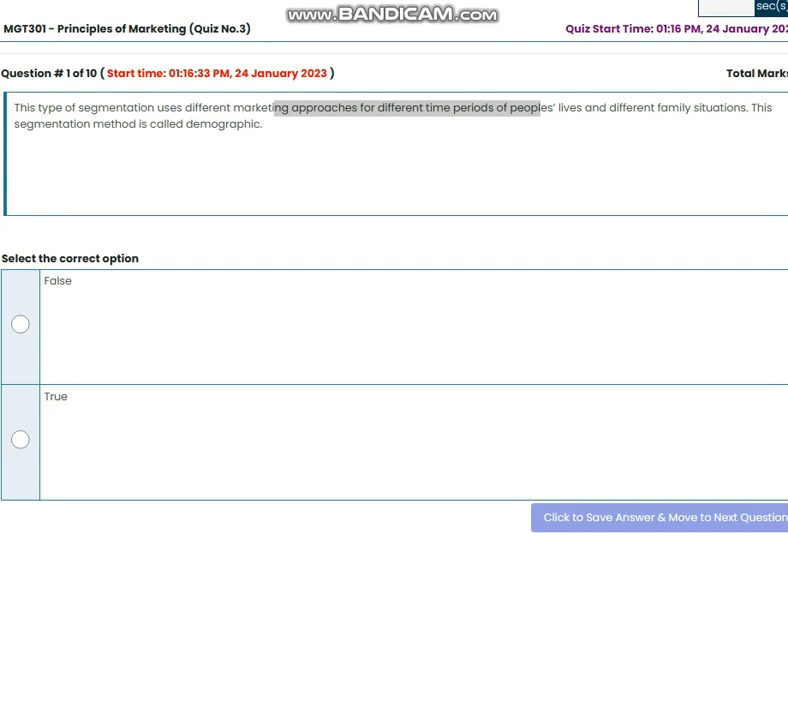 www.BANDICAM.com
sec(s)
MGT301 - Principles of Marketing (Quiz No.3)
Quiz Start Time: 01:16 PM, 24 January
Question # 1 of 10 ( Start time: 01:16:33 PM, 24 January 2023 )
Total Marks
This type of segmentation uses different marketing approaches for different time periods of peoples’ lives and different family situations. This
segmentation method is called demographic.
Select the correct option
False
True
Click to Save Answer & Move to Next Question